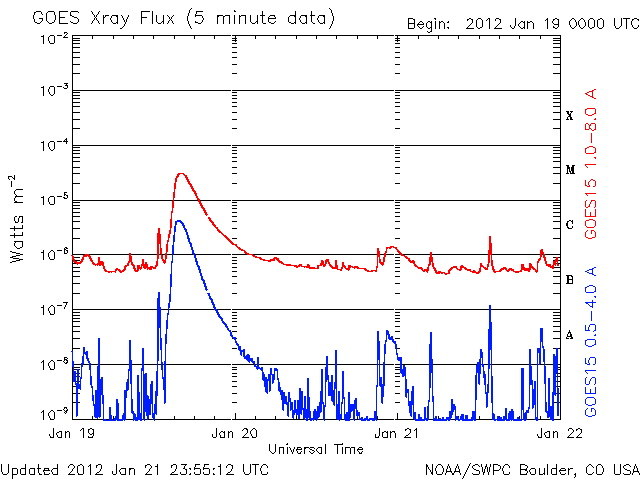 GOES Xray Flux (5 minute data)
Begin: 2012 Jan 19 0000 UTC
10⁻²
10⁻³
10⁻⁴
10⁻⁵
10⁻⁶
10⁻⁷
10⁻⁸
10⁻⁹
Watts m⁻²
X
M
C
B
A
GOES15 1.0-8.0 A
GOES15 0.5-4.0 A
Jan 19
Jan 20
Jan 21
Jan 22
Universal Time
Updated 2012 Jan 21 23:55:12 UTC
NOAA/SWPC Boulder, CO USA